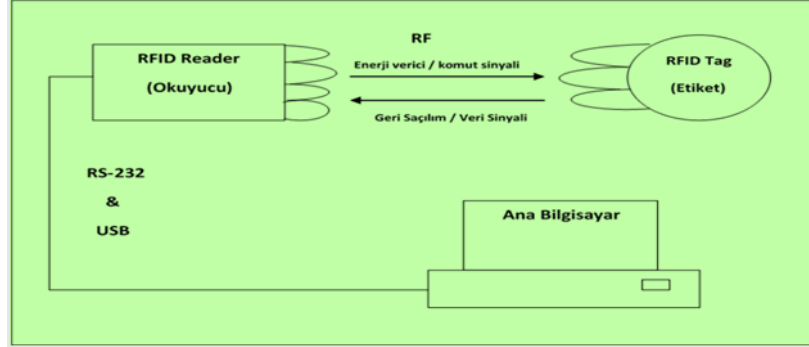 RFID Reader
(Okuyucu)
RF
Enerji verici / komut sinyali
Geri Saçılım / Veri Sinyali
RFID Tag
(Etiket)
RS-232
&
USB
Ana Bilgisayar